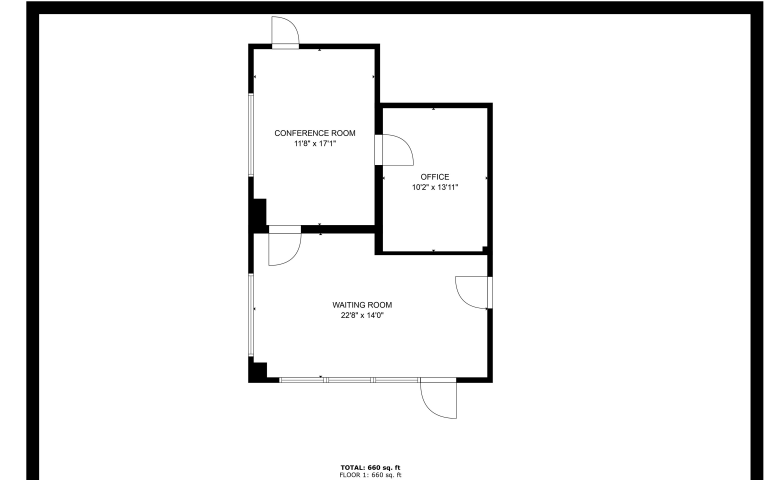 CONFERENCE ROOM
11'8" x 17'1"
OFFICE
10'2" x 13'11"
WAITING ROOM
22'8" x 14'0"
TOTAL: 660 sq. ft
FLOOR 1: 660 sq. ft